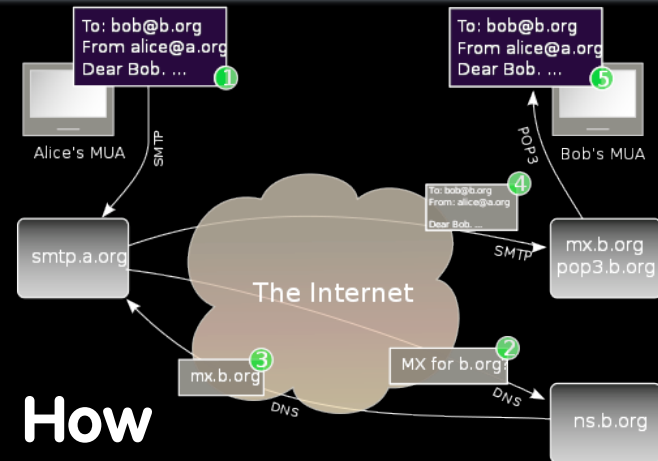 To: bob@b.org
From alice@a.org
Dear Bob. ...
1
Alice's MUA
SMTP
To: bob@b.org
From alice@a.org
Dear Bob. ...
5
Bob's MUA
POP3
To: bob@b.org
From: alice@a.org
Dear Bob. ...
4
smtp.a.org
SMTP
mx.b.org
pop3.b.org
The Internet
mx.b.org
3
DNS
MX for b.org?
2
DNS
ns.b.org
How